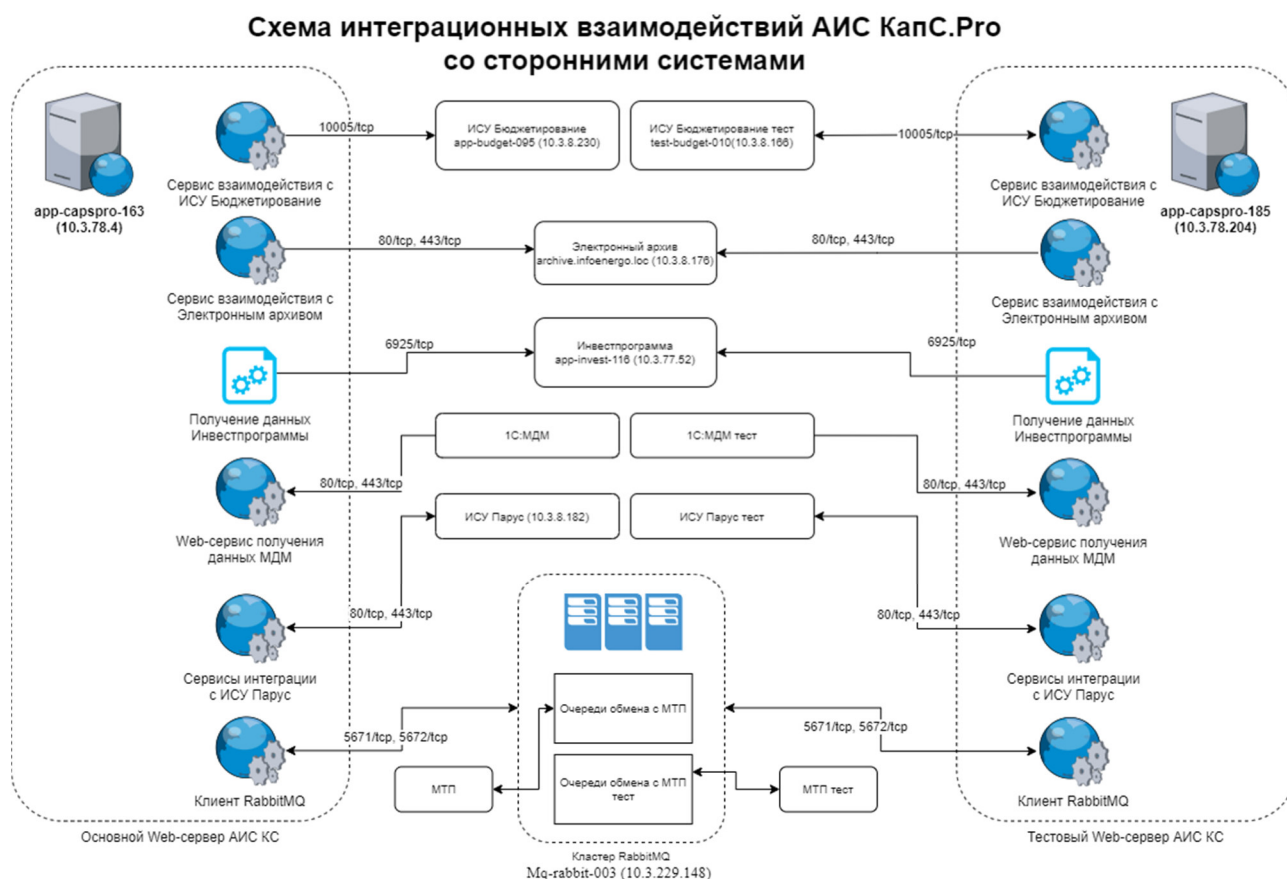 Схема интеграционных взаимодействий АИС КапС.Pro
со сторонними системами
app-capspro-163
(10.3.78.4)
Сервис взаимодействия с
ИСУ Бюджетирование
10005/tcp
ИСУ Бюджетирование
app-budget-095 (10.3.8.230)
ИСУ Бюджетирование тест
test-budget-010(10.3.8.166)
10005/tcp
Сервис взаимодействия с
ИСУ Бюджетирование
app-capspro-185
(10.3.78.204)
80/tcp, 443/tcp
Электронный архив
archive.infoenergo.loc (10.3.8.176)
80/tcp, 443/tcp
Сервис взаимодействия с
Электронным архивом
Сервис взаимодействия с
Электронным архивом
6925/tcp
Инвестпрограмма
app-invest-116 (10.3.77.52)
6925/tcp
Получение данных
Инвестпрограммы
Получение данных
Инвестпрограммы
1С:МДМ
1С:МДМ тест
80/tcp, 443/tcp
80/tcp, 443/tcp
Web-сервис получения
данных МДМ
ИСУ Парус (10.3.8.182)
ИСУ Парус тест
Web-сервис получения
данных МДМ
80/tcp, 443/tcp
80/tcp, 443/tcp
Сервисы интеграции
с ИСУ Парус
Сервисы интеграции
с ИСУ Парус
Очереди обмена с МТП
5671/tcp, 5672/tcp
5671/tcp, 5672/tcp
Клиент RabbitMQ
МТП
Очереди обмена с МТП
тест
МТП тест
Клиент RabbitMQ
Основной Web-сервер АИС КС
Тестовый Web-сервер АИС КС
Кластер RabbitMQ
Mq-rabbit-003 (10.3.229.148)